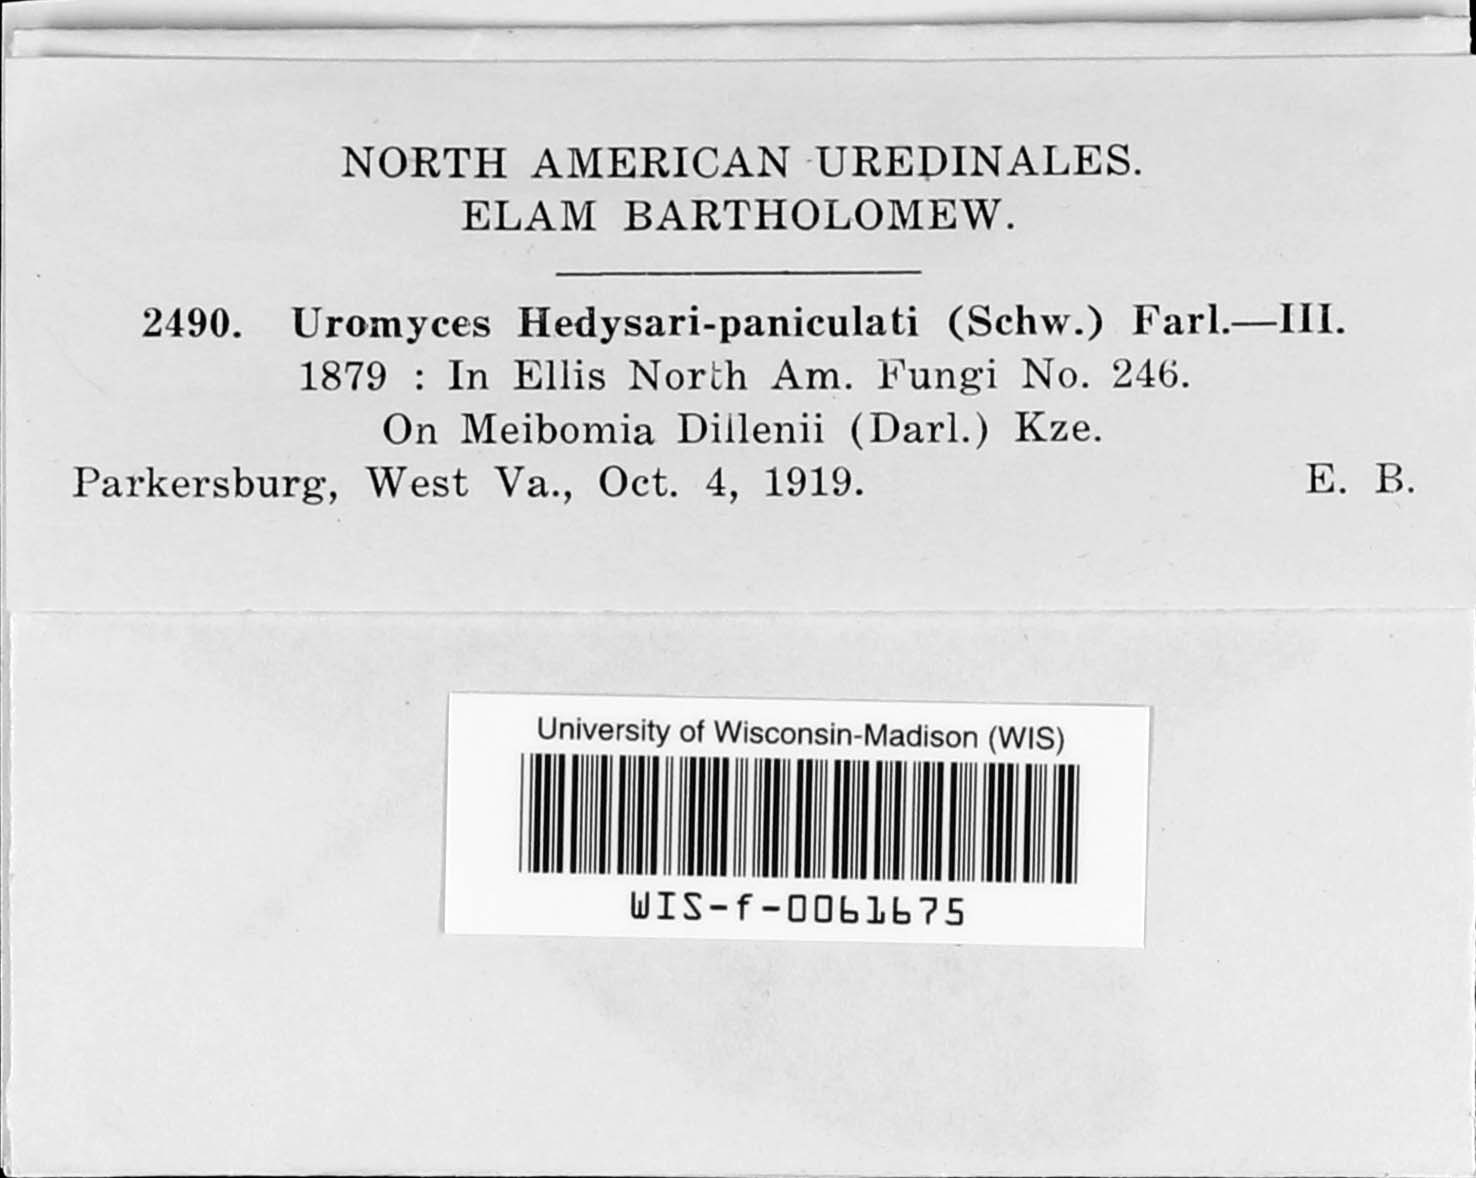 NORTH AMERICAN UREDINALES.
ELAM BARTHOLOMEW.
2490. Uromyces Hedysari-paniculati (Schw.) Farl.—III.
1879 : In Ellis North Am. Fungi No. 246.
On Meibomia Dillenii (Darl.) Kze.
Parkersburg, West Va., Oct. 4, 1919. E. B.
University of Wisconsin-Madison (WIS)
WIS-f-0061675